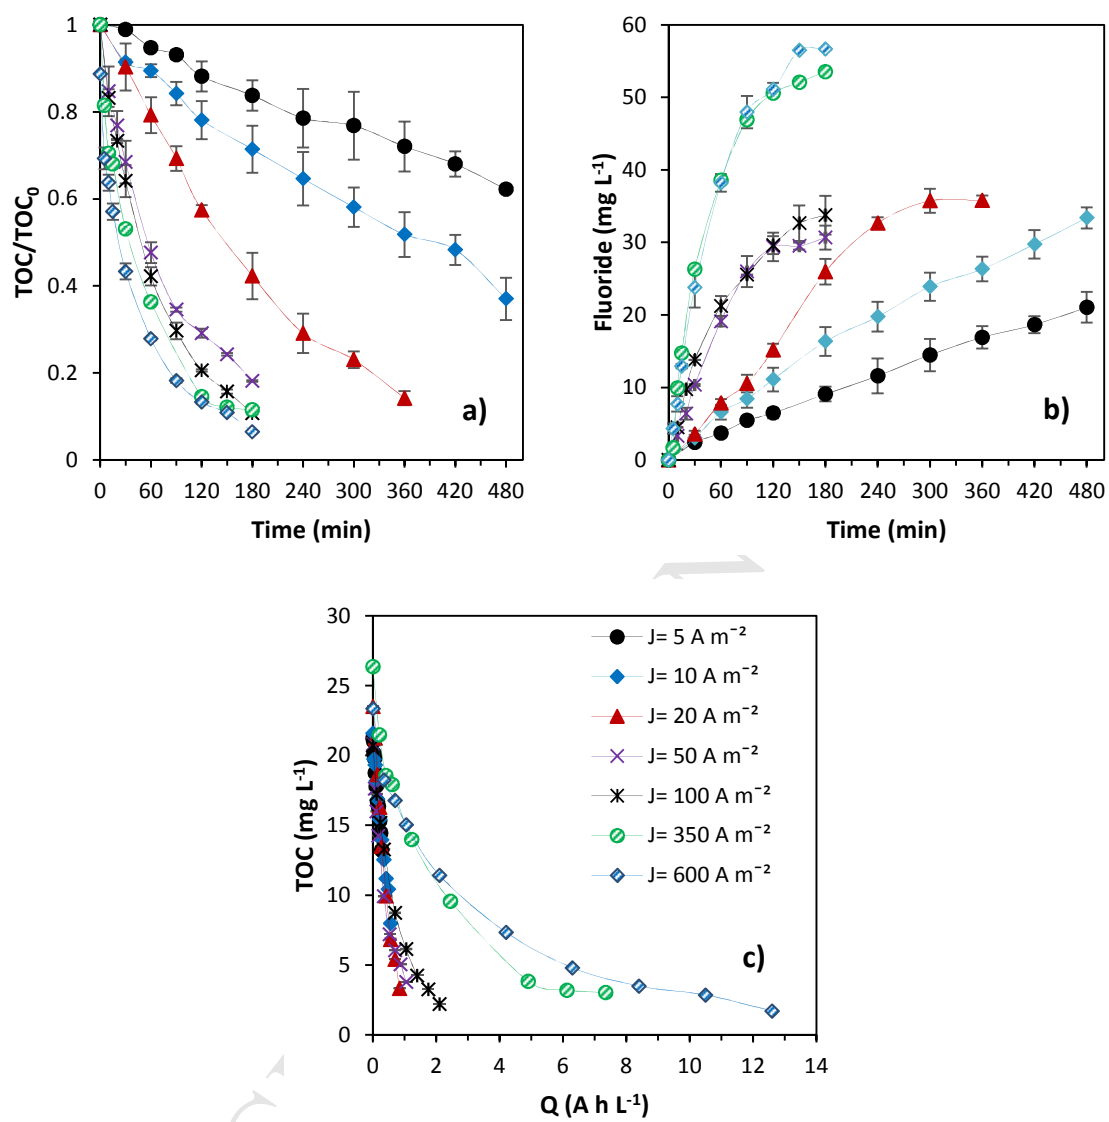 1
0.8
0.6
0.4
0.2
0
TOC/TOC₀
0 60 120 180 240 300 360 420 480
Time (min)
a)
60
50
40
30
20
10
0
Fluoride (mg L⁻¹)
0 60 120 180 240 300 360 420 480
Time (min)
b)
30
25
20
15
10
5
0
TOC (mg L⁻¹)
J= 5 A m⁻²
J= 10 A m⁻²
J= 20 A m⁻²
J= 50 A m⁻²
J= 100 A m⁻²
J= 350 A m⁻²
J= 600 A m⁻²
c)
0 2 4 6 8 10 12 14
Q (A h L⁻¹)